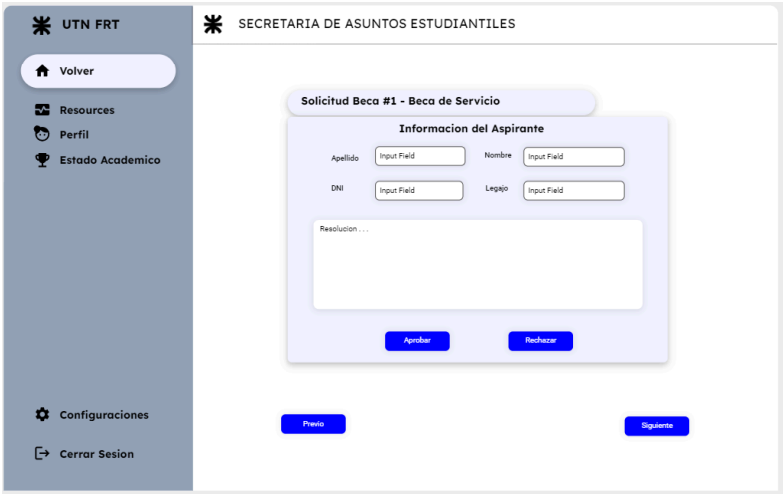 UTN FRT
SECRETARIA DE ASUNTOS ESTUDIANTILES
Volver
Resources
Perfil
Estado Academico
Solicitud Beca #1 - Beca de Servicio
Informacion del Aspirante
Apellido Input Field Nombre Input Field
DNI Input Field Legajo Input Field
Resolucion . . .
Aprobar Rechazar
Configuraciones
Cerrar Sesion
Previo Siguiente